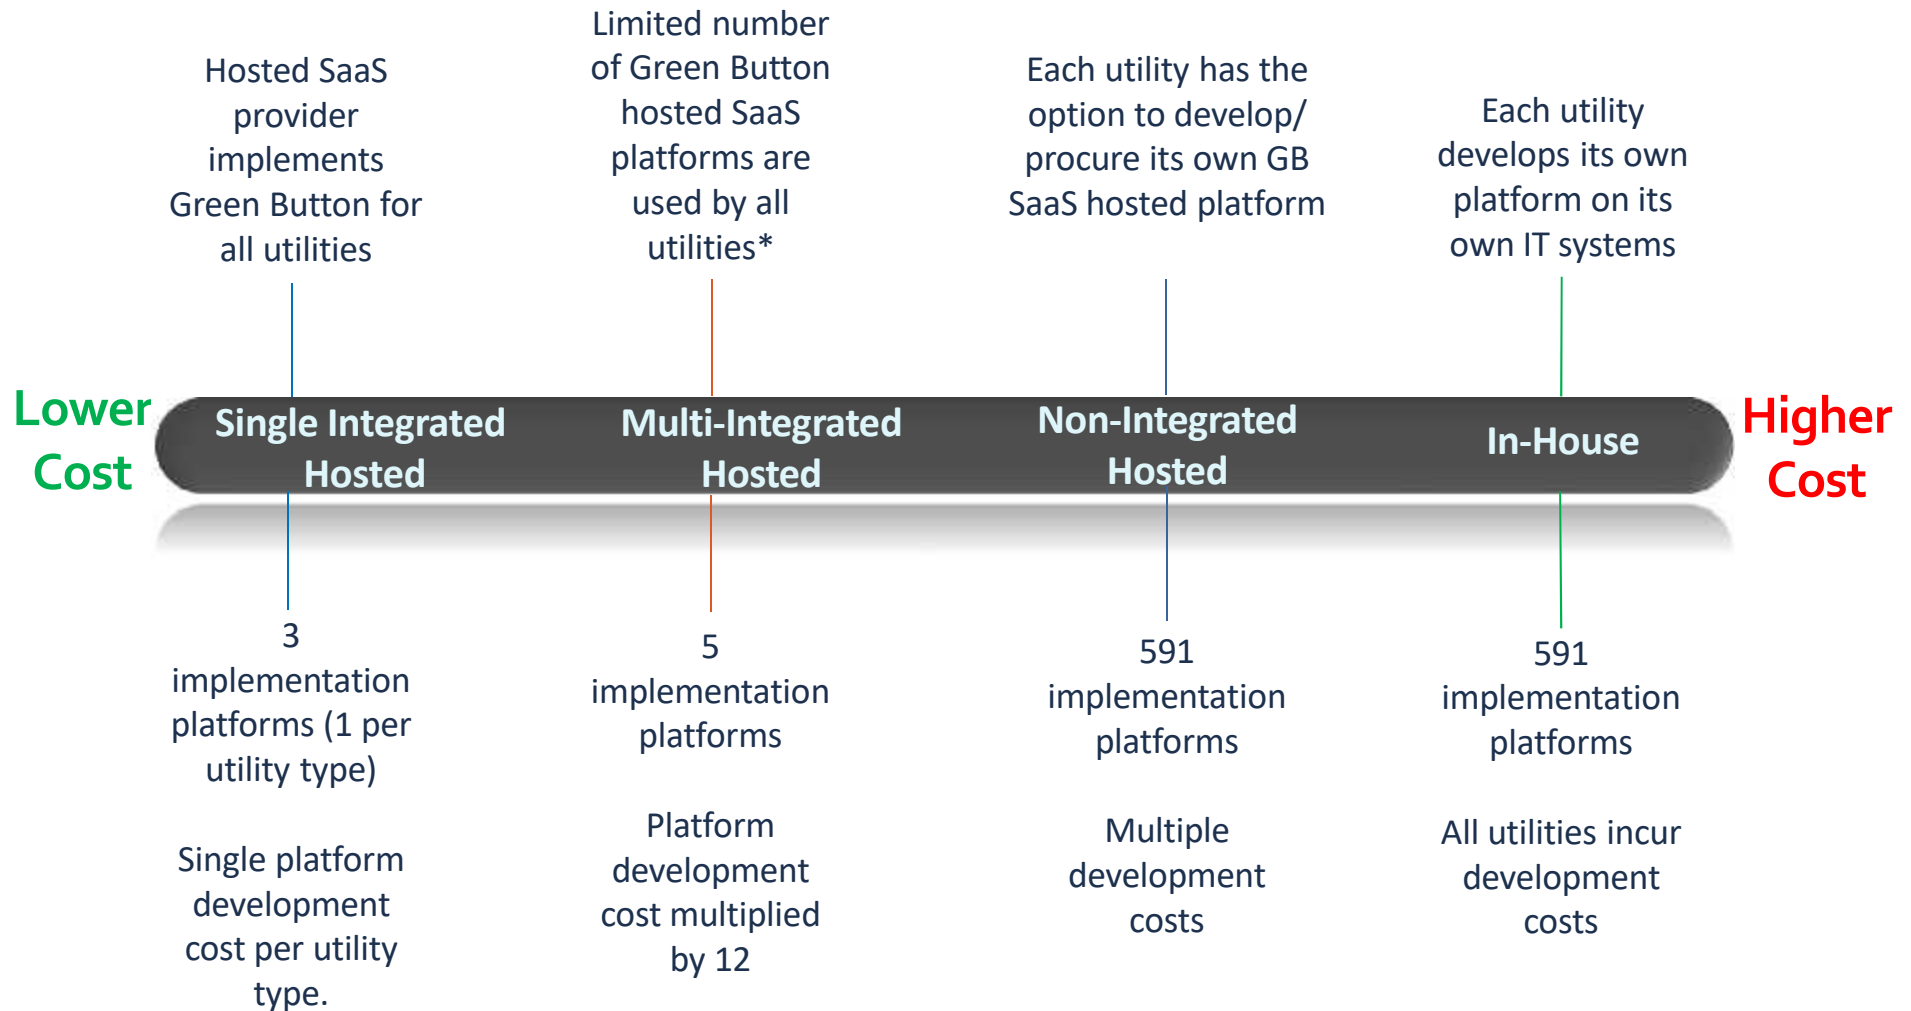 Hosted SaaS
provider
implements
Green Button for
all utilities
Limited number
of Green Button
hosted SaaS
platforms are
used by all
utilities*
Each utility has the
option to develop/
procure its own GB
SaaS hosted platform
Each utility
develops its own
platform on its
own IT systems
Lower
Cost
Single Integrated
Hosted
Multi-Integrated
Hosted
Non-Integrated
Hosted
In-House
Higher
Cost
3
implementation
platforms (1 per
utility type)
Single platform
development
cost per utility
type.
5
implementation
platforms
Platform
development
cost multiplied
by 12
591
implementation
platforms
Multiple
development
costs
591
implementation
platforms
All utilities incur
development
costs